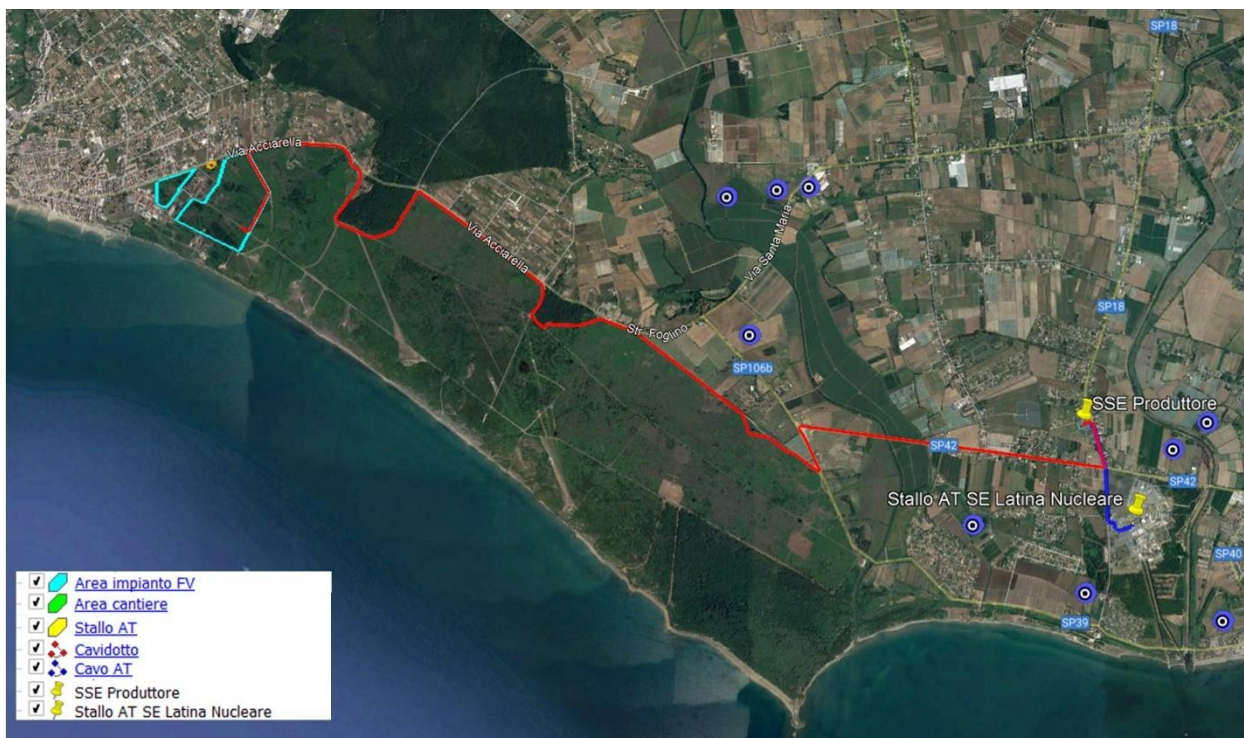 SP18
Via Acciarella
Via Acciarella
Via Santa Maria
SP18
Str. Foglino
SP106b
SSE Produttore
SP42
SP42
Stallo AT SE Latina Nucleare
SP40
SP39
Area impianto FV
Area cantiere
Stallo AT
Cavidotto
Cavo AT
SSE Produttore
Stallo AT SE Latina Nucleare